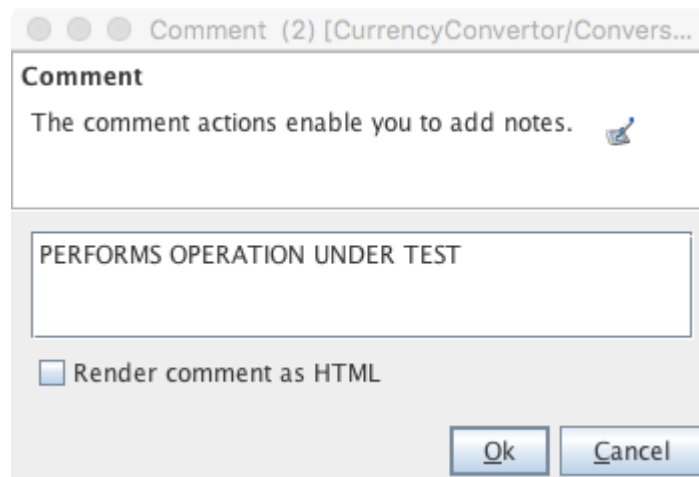 Comment (2) [CurrencyConvertor/Convers...
Comment
The comment actions enable you to add notes.
PERFORMS OPERATION UNDER TEST
Render comment as HTML
Ok
Cancel